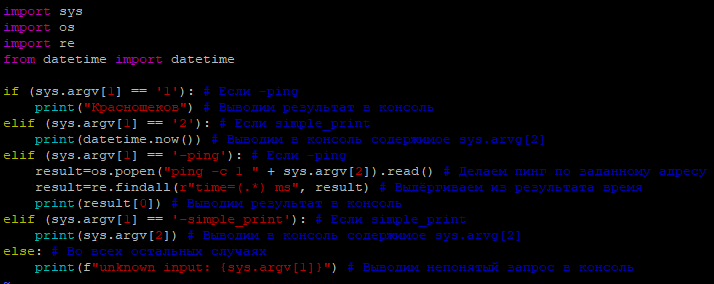 import sys
import os
import re
from datetime import datetime
if (sys.argv[1] == '1'): # Если -ping
print("Красношеков") # Выводим результат в консоль
elif (sys.argv[1] == '2'): # Если simple_print
print(datetime.now()) # Выводим в консоль содержимое sys.arvg[2]
elif (sys.argv[1] == '-ping'): # Если -ping
result=os.popen("ping -c 1 " + sys.argv[2]).read() # Делаем пинг по заданному адресу
result=re.findall(r"time=(.*) ms", result) # Выдёргиваем из результата время
print(result[0]) # Выводим результат в консоль
elif (sys.argv[1] == '-simple_print'): # Если simple_print
print(sys.argv[2]) # Выводим в консоль содержимое sys.arvg[2]
else: # Во всех остальных случаях
print(f"unknown input: {sys.argv[1]}") # Выводим непонятый запрос в консоль
~